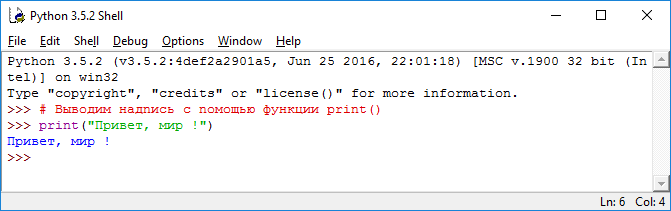 Python 3.5.2 Shell
File Edit Shell Debug Options Window Help
Python 3.5.2 (v3.5.2:4def2a2901a5, Jun 25 2016, 22:01:18) [MSC v.1900 32 bit (In
tel)] on win32
Type "copyright", "credits" or "license()" for more information.
>>> # Выводим надпись с помощью функции print()
>>> print("Привет, мир !")
Привет, мир !
>>>
Ln: 6 Col: 4